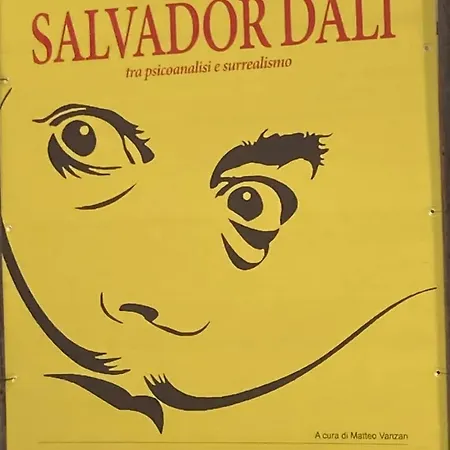 SALVADOR DALI
tra psicoanalisi e surrealismo
A cura di Matteo Vanzan